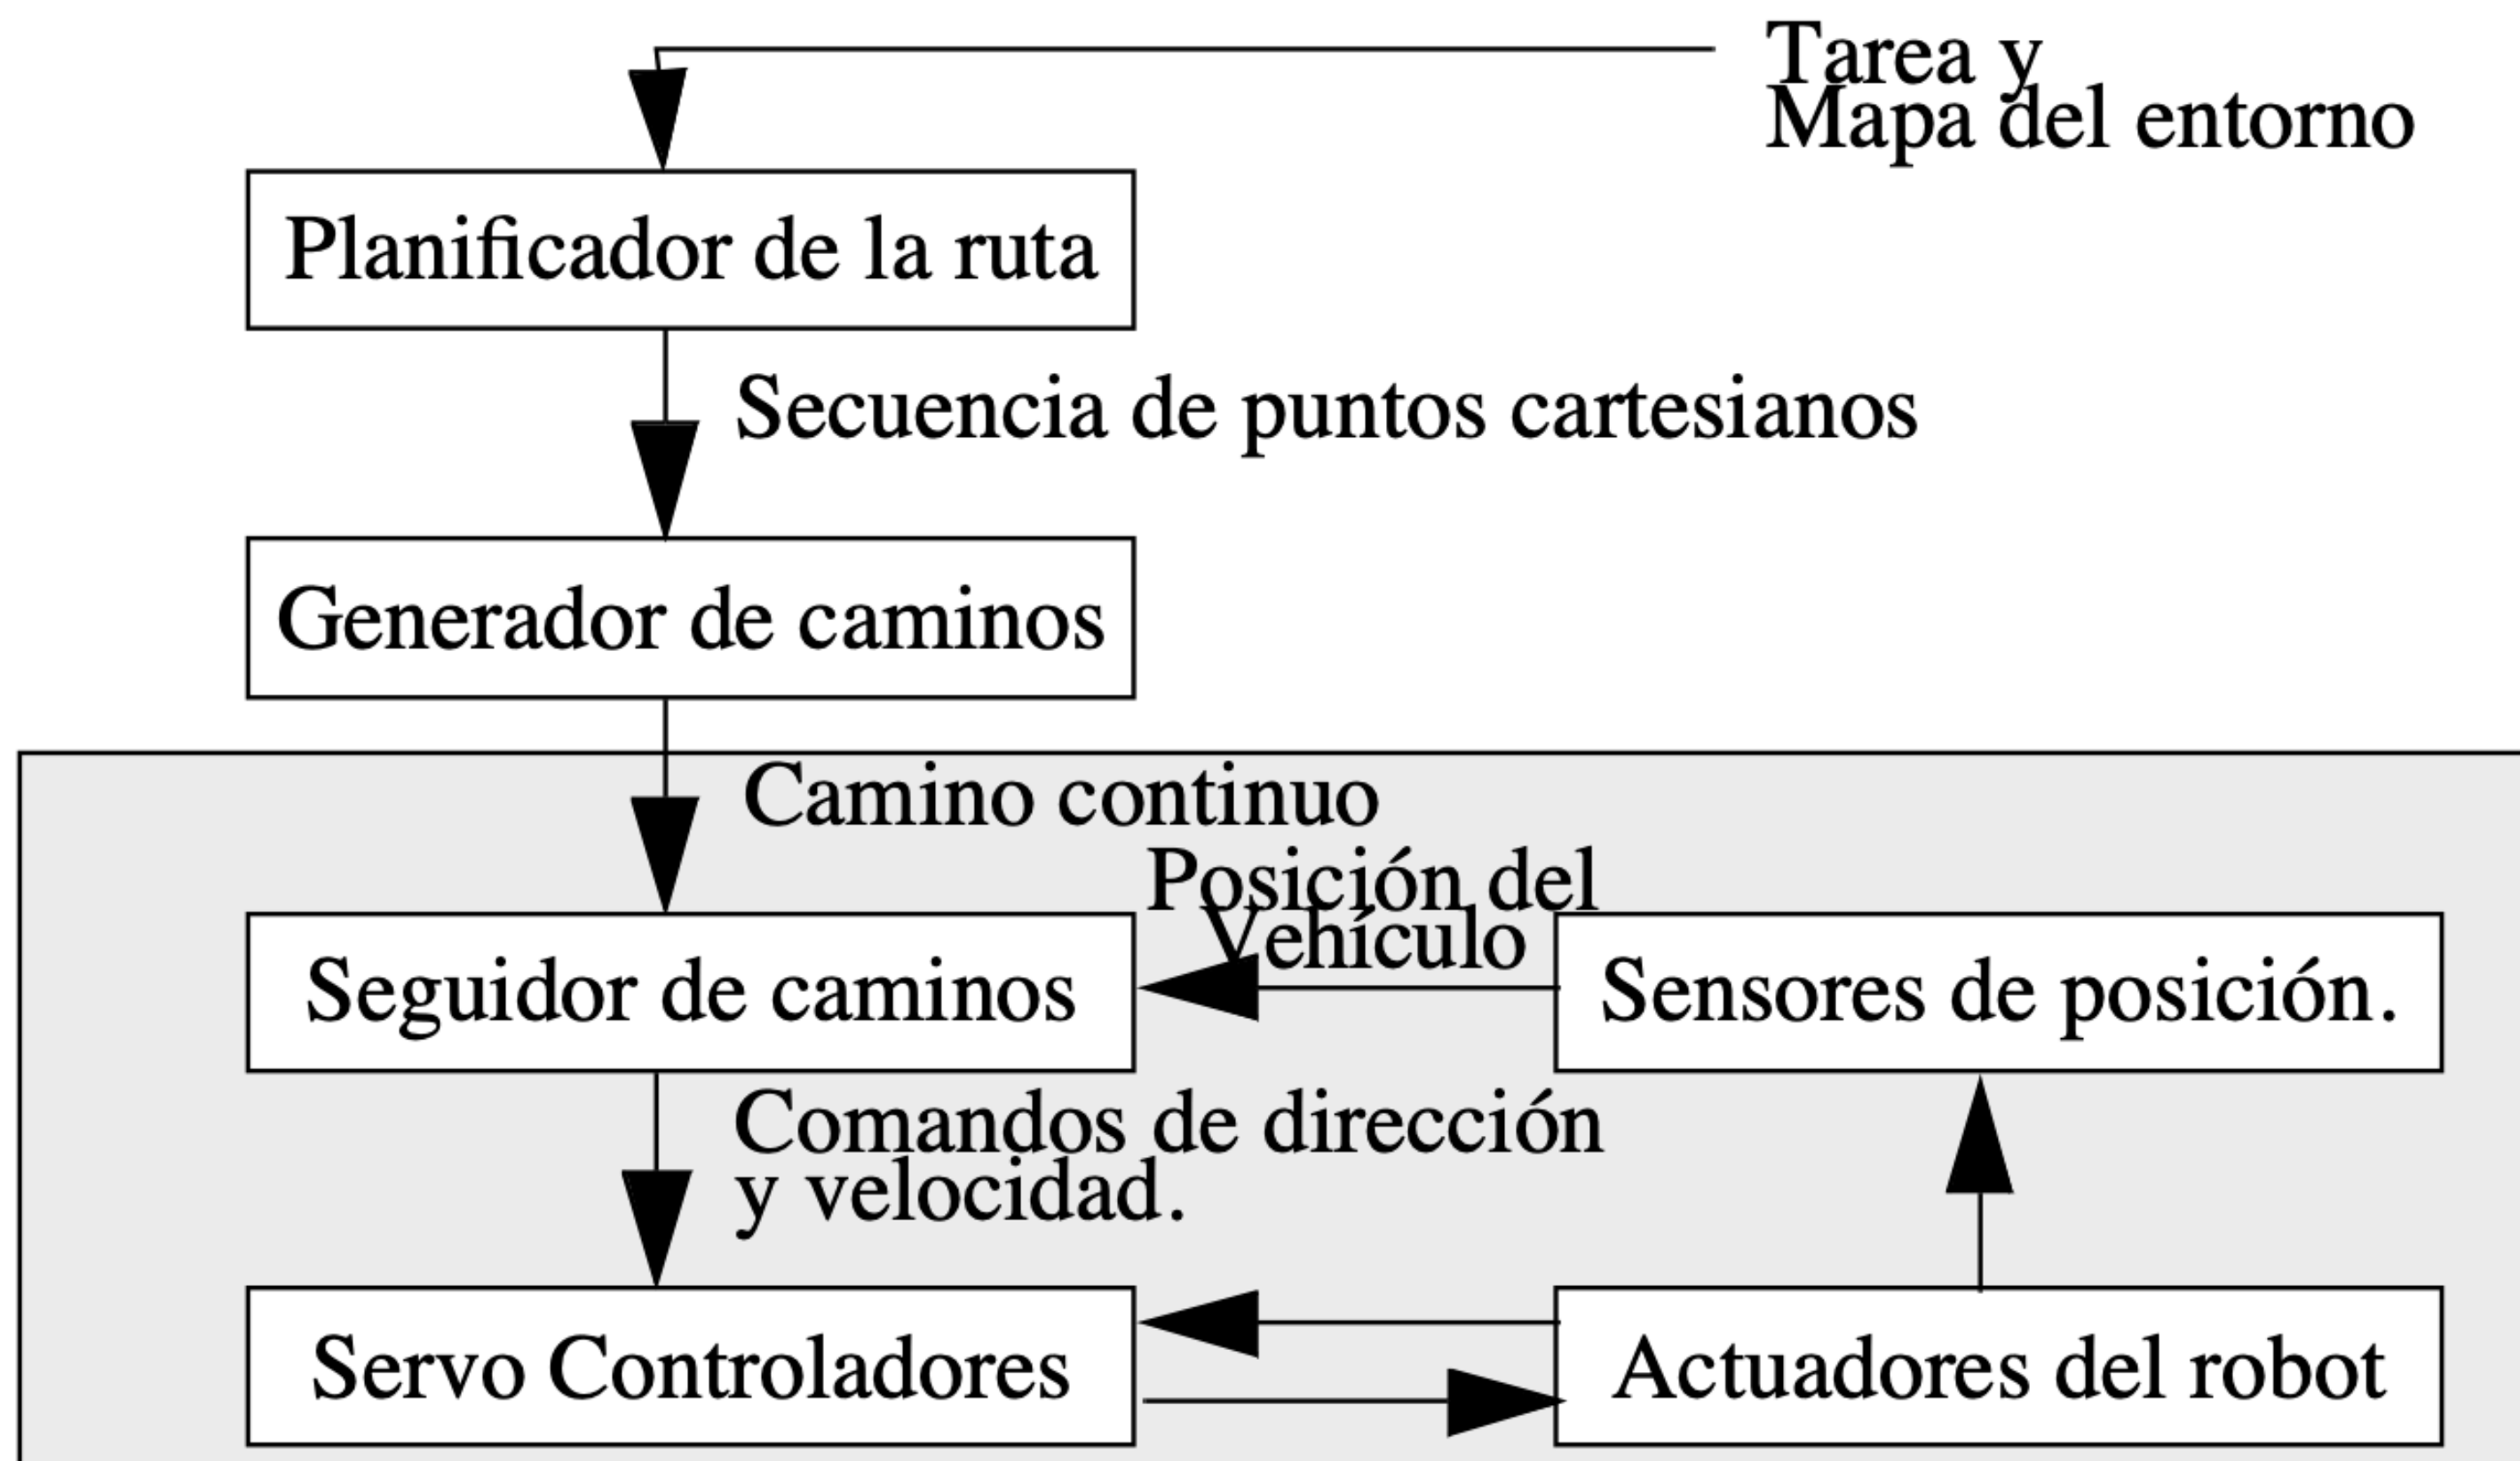 Tarea y
Mapa del entorno
Planificador de la ruta
Secuencia de puntos cartesianos
Generador de caminos
Camino continuo
Posición del
Vehículo
Seguidor de caminos
Sensores de posición.
Comandos de dirección
y velocidad.
Servo Controladores
Actuadores del robot